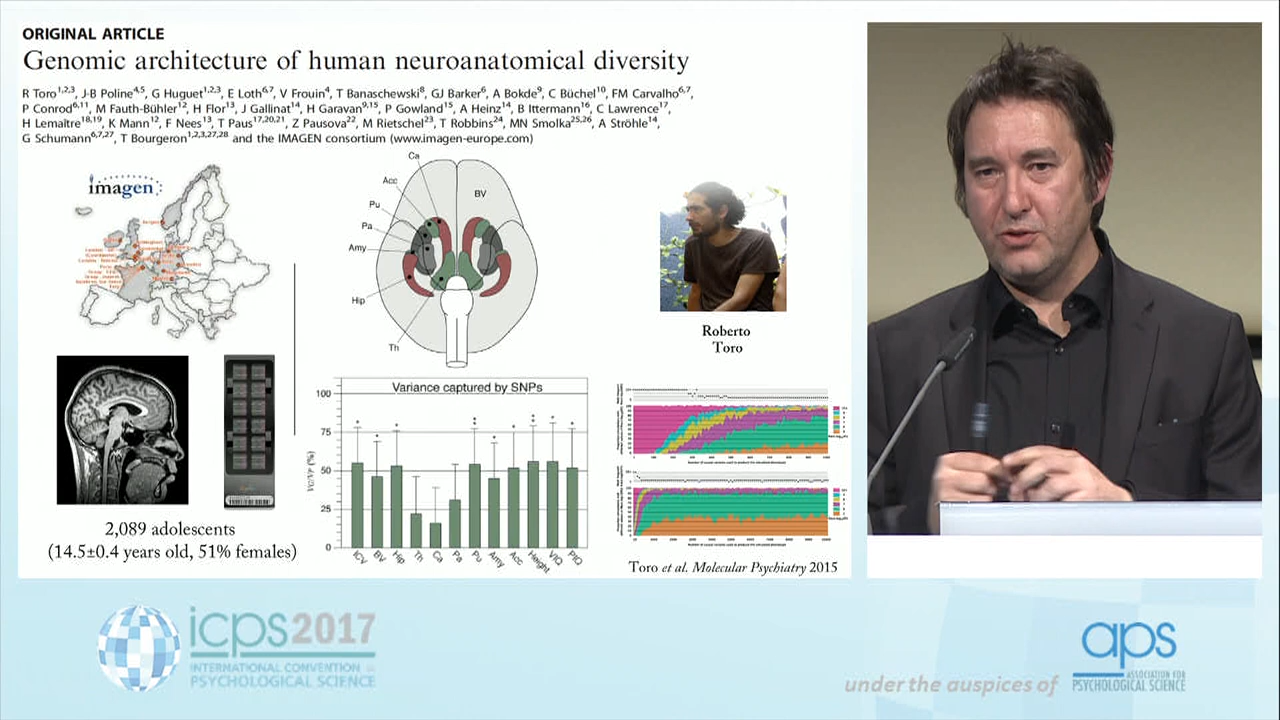 ORIGINAL ARTICLE
Genomic architecture of human neuroanatomical diversity
R Toro1,2,3, J-B Poline4,5, G Huguet1,2,3, E Loth6,7, V Frouin4, T Banaschewski8, GJ Barker6, A Bokde9, C Büchel10, FM Carvalho6,7,
P Conrod6,11, M Fauth-Bühler12, H Flor13, J Gallinat14, H Garavan9,15, P Gowland15, A Heinz14, B Ittermann16, C Lawrence17,
H Lemaitre18,19, K Mann12, F Nees13, T Paus17,20,21, Z Pausova22, M Rietschel23, T Robbins24, MN Smolka25,26, A Ströhle14,
G Schumann6,7,27, T Bourgeron1,2,3,27,28 and the IMAGEN consortium (www.imagen-europe.com)
imagen
Ca
Acc
BV
Pu
Pa
Amy
Hip
Th
Roberto
Toro
2,089 adolescents
(14.5±0.4 years old, 51% females)
Variance captured by SNPs
VG/VP (%)
100
75
50
25
0
ICV BV Hip Th Ca Pa Pu Amy Acc Height VIQ PIQ
Toro et al. Molecular Psychiatry 2015
icps2017
INTERNATIONAL CONVENTION of
PSYCHOLOGICAL SCIENCE
under the auspices of
aps
ASSOCIATION FOR
PSYCHOLOGICAL SCIENCE